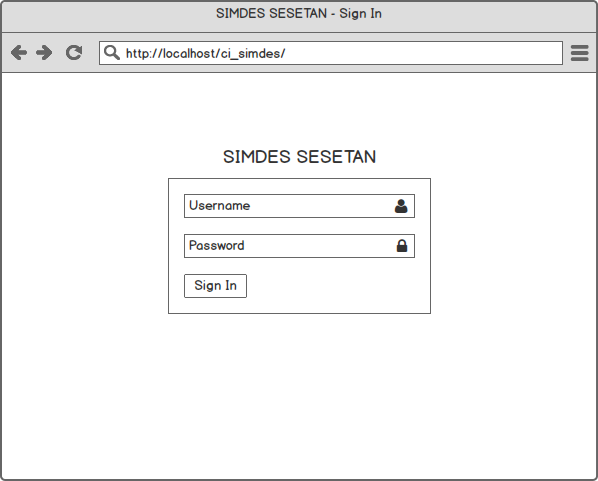 SIMDES SESETAN - Sign In
http://localhost/ci_simdes/
SIMDES SESETAN
Username
Password
Sign In